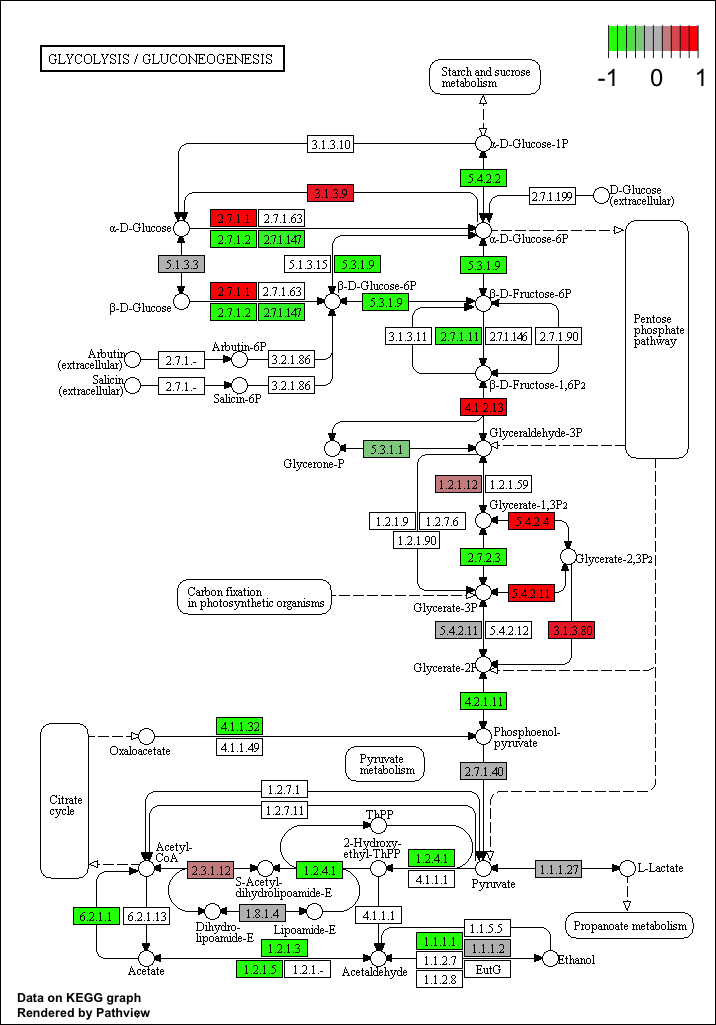 GLYCOLYSIS / GLUCONEOGENESIS
-1 0 1
Starch and sucrose
metabolism
3.1.3.10
α-D-Glucose-1P
5.4.2.2
3.1.3.9
2.7.1.199
D-Glucose
(extracellular)
α-D-Glucose
2.7.1.1
2.7.1.63
2.7.1.2
2.7.1.147
α-D-Glucose-6P
5.1.3.3
5.1.3.15
5.3.1.9
5.3.1.9
β-D-Glucose
2.7.1.1
2.7.1.63
2.7.1.2
2.7.1.147
β-D-Glucose-6P
5.3.1.9
β-D-Fructose-6P
Pentose
phosphate
pathway
3.1.3.11
2.7.1.11
2.7.1.146
2.7.1.90
Arbutin
(extracellular)
2.7.1.-
Arbutin-6P
3.2.1.86
Salicin
(extracellular)
2.7.1.-
Salicin-6P
3.2.1.86
β-D-Fructose-1,6P2
4.1.2.13
Glyceraldehyde-3P
Glycerone-P
5.3.1.1
1.2.1.12
1.2.1.59
Glycerate-1,3P2
1.2.1.9
1.2.7.6
1.2.1.90
5.4.2.4
2.7.2.3
Glycerate-2,3P2
Carbon fixation
in photosynthetic organisms
Glycerate-3P
5.4.2.11
5.4.2.11
5.4.2.12
3.1.3.80
Glycerate-2P
4.2.1.11
Oxaloacetate
4.1.1.32
4.1.1.49
Phosphoenol-
pyruvate
Pyruvate
metabolism
2.7.1.40
Citrate
cycle
1.2.7.1
1.2.7.11
ThPP
Acetyl-
CoA
2.3.1.12
S-Acetyl-
dihydrolipoamide-E
1.2.4.1
2-Hydroxy-
ethyl-ThPP
1.2.4.1
4.1.1.1
Pyruvate
1.1.1.27
L-Lactate
Propanoate metabolism
6.2.1.1
6.2.1.13
Dihydro-
lipoamide-E
1.8.1.4
Lipoamide-E
4.1.1.1
Acetate
1.2.1.3
1.2.1.5
1.2.1.-
Acetaldehyde
1.1.1.1
1.1.2.7
1.1.2.8
1.1.5.5
1.1.1.2
EutG
Ethanol
Data on KEGG graph
Rendered by Pathview